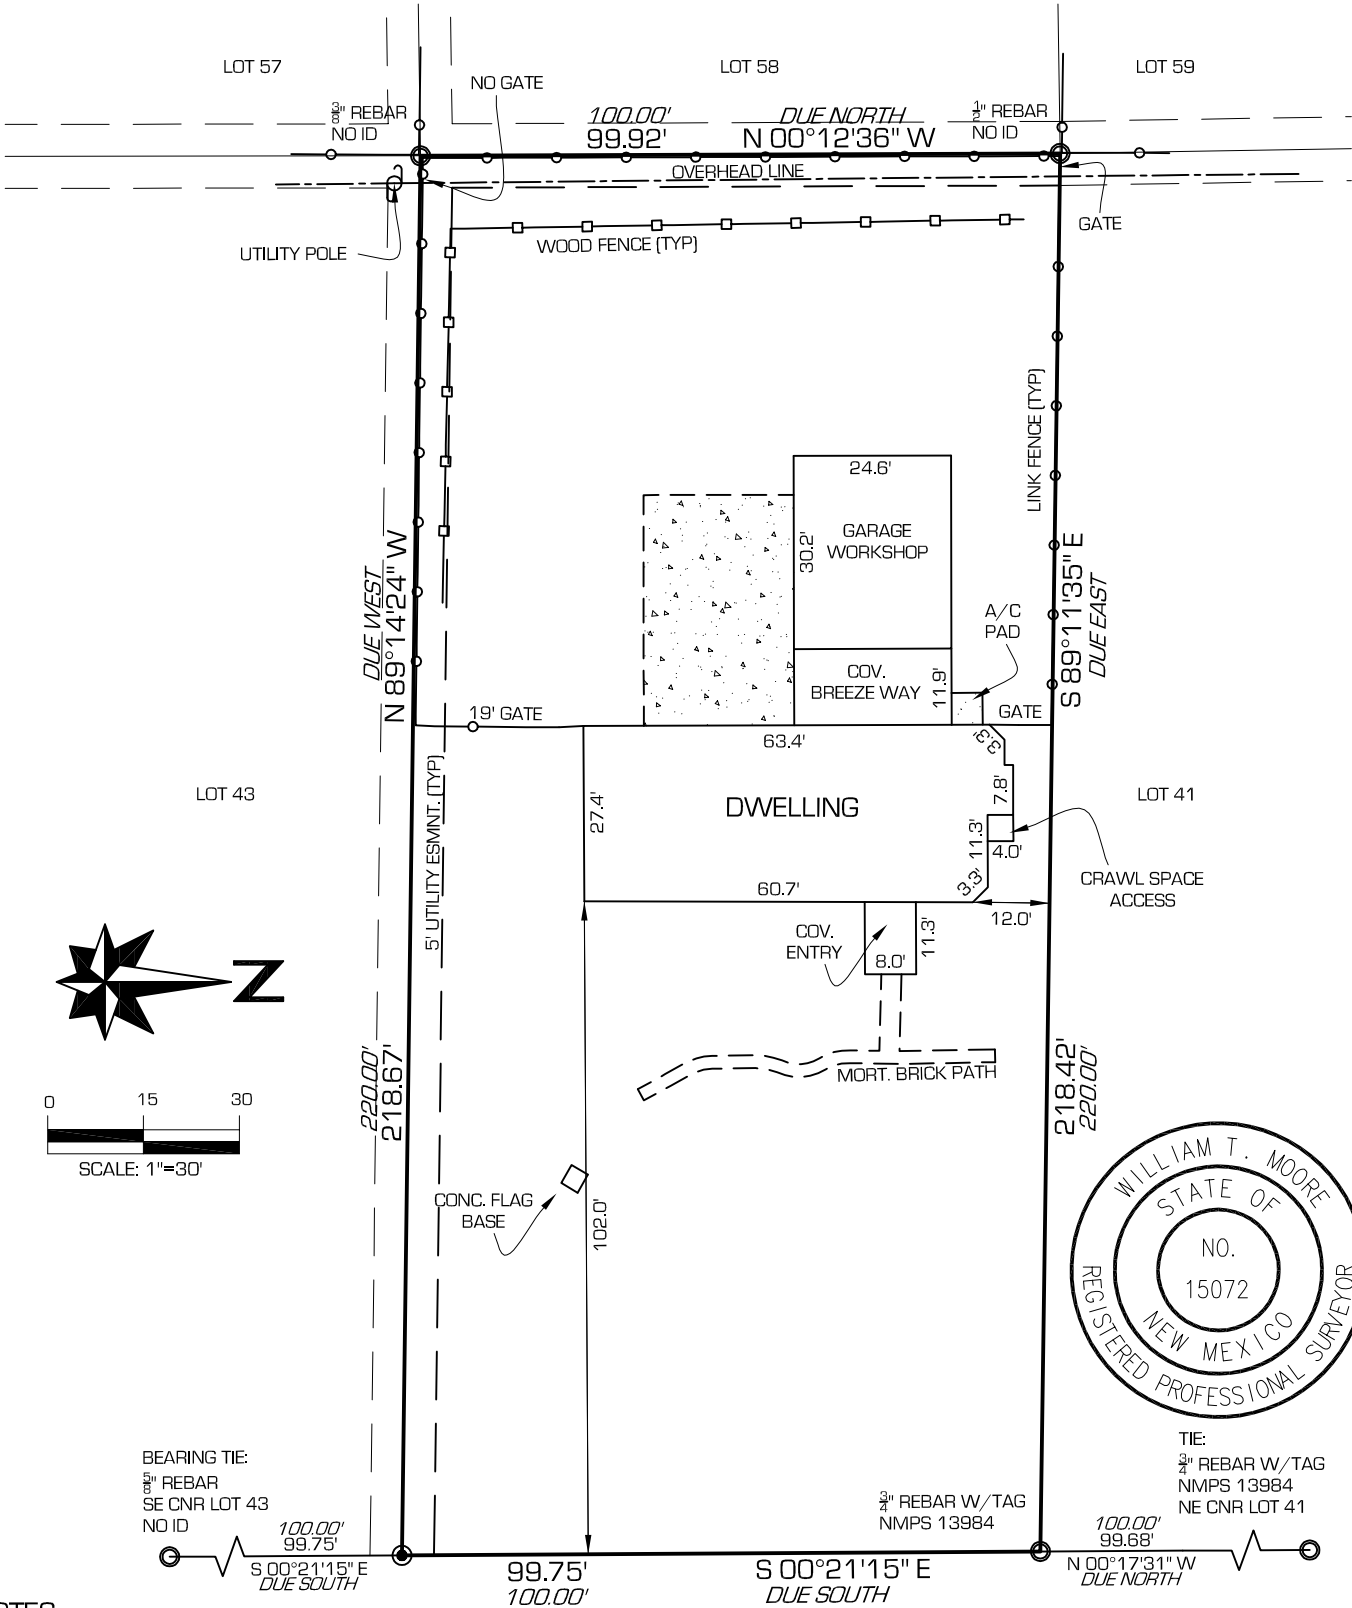 LOT 57
LOT 58
LOT 59
NO GATE
3/8" REBAR
NO ID
100.00'
99.92'
DUE NORTH
N 00°12'36" W
1/2" REBAR
NO ID
OVERHEAD LINE
UTILITY POLE
WOOD FENCE (TYP)
GATE
LINK FENCE (TYP)
24.6'
30.2'
GARAGE
WORKSHOP
DUE WEST
N 89°14'24" W
S 89°11'35" E
DUE EAST
A/C
PAD
COV.
BREEZE WAY
11.9'
19' GATE
GATE
63.4'
3.3'
LOT 43
5' UTILITY ESMNT. (TYP)
27.4'
DWELLING
7.8'
11.3'
4.0'
LOT 41
60.7'
3.3'
CRAWL SPACE
ACCESS
12.0'
COV.
ENTRY
8.0'
11.3'
N
220.00'
218.67'
MORT. BRICK PATH
218.42'
220.00'
0 15 30
SCALE: 1"=30'
CONC. FLAG
BASE
102.0'
WILLIAM T. MOORE
STATE OF
NO.
15072
NEW MEXICO
REGISTERED PROFESSIONAL SURVEYOR
BEARING TIE:
5/8" REBAR
SE CNR LOT 43
NO ID
TIE:
3/4" REBAR W/TAG
NMPS 13984
NE CNR LOT 41
3/4" REBAR W/TAG
NMPS 13984
100.00'
99.75'
S 00°21'15" E
DUE SOUTH
99.75'
100.00'
S 00°21'15" E
DUE SOUTH
100.00'
99.68'
N 00°17'31" W
DUE NORTH